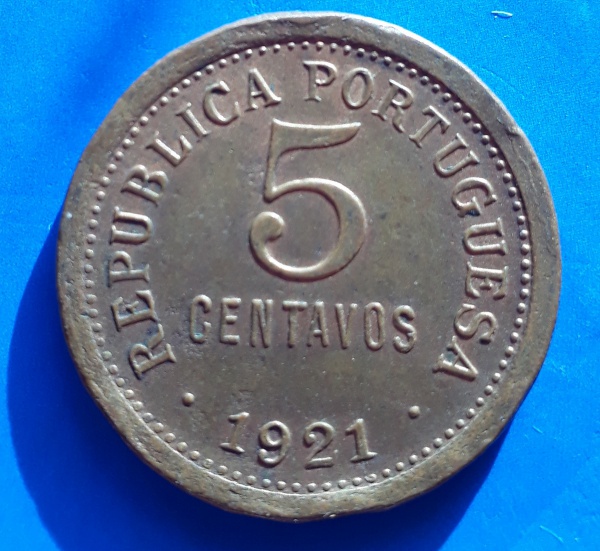 REPUBLICA PORTUGUESA
5
CENTAVOS
• 1921 •